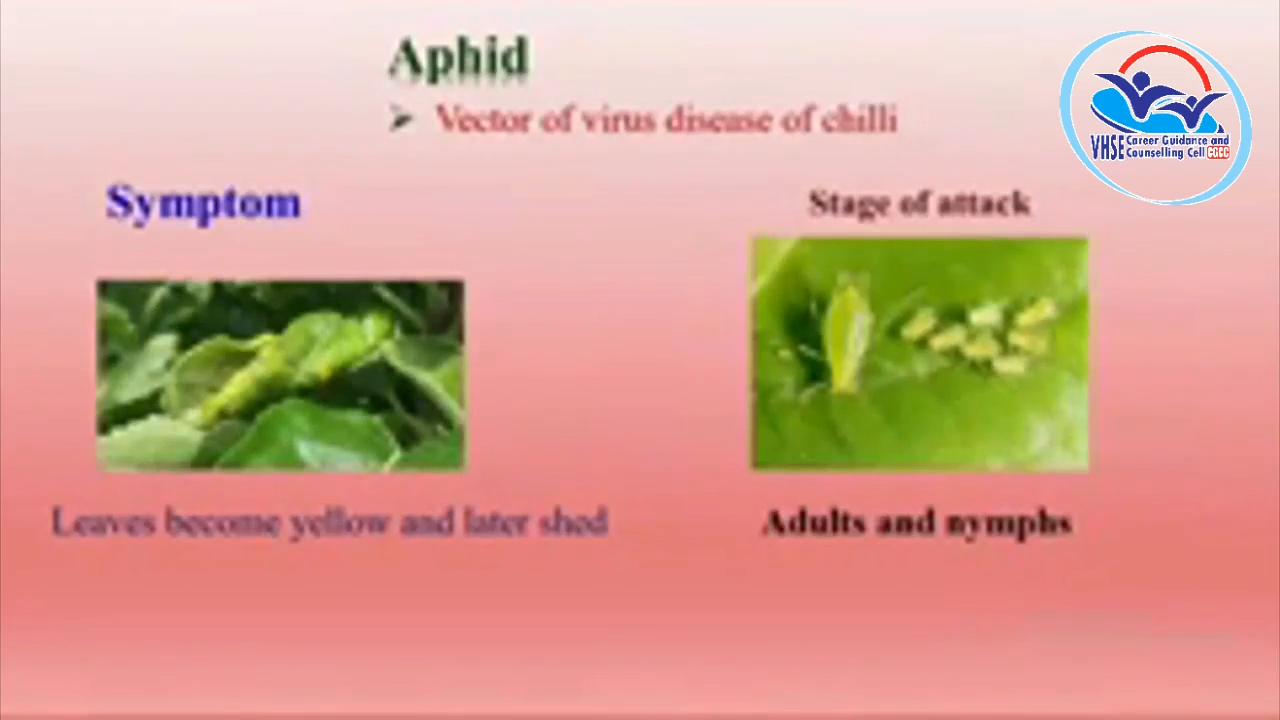 Aphid
➢ Vector of virus disease of chilli
VHSE Career Guidance and
Counselling Cell CGCC
Symptom
Stage of attack
Leaves become yellow and later shed
Adults and nymphs